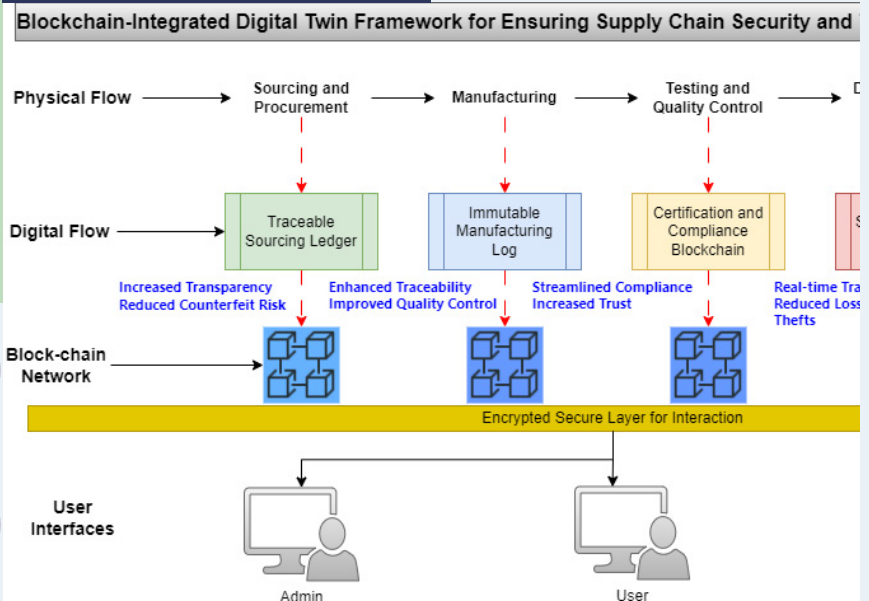 Blockchain-Integrated Digital Twin Framework for Ensuring Supply Chain Security and
Physical Flow
Sourcing and
Procurement
Manufacturing
Testing and
Quality Control
Digital Flow
Traceable
Sourcing Ledger
Immutable
Manufacturing
Log
Certification and
Compliance
Blockchain
Increased Transparency
Reduced Counterfeit Risk
Enhanced Traceability
Improved Quality Control
Streamlined Compliance
Increased Trust
Real-time
Reduced Loss
Thefts
Block-chain
Network
Encrypted Secure Layer for Interaction
User
Interfaces
Admin
User